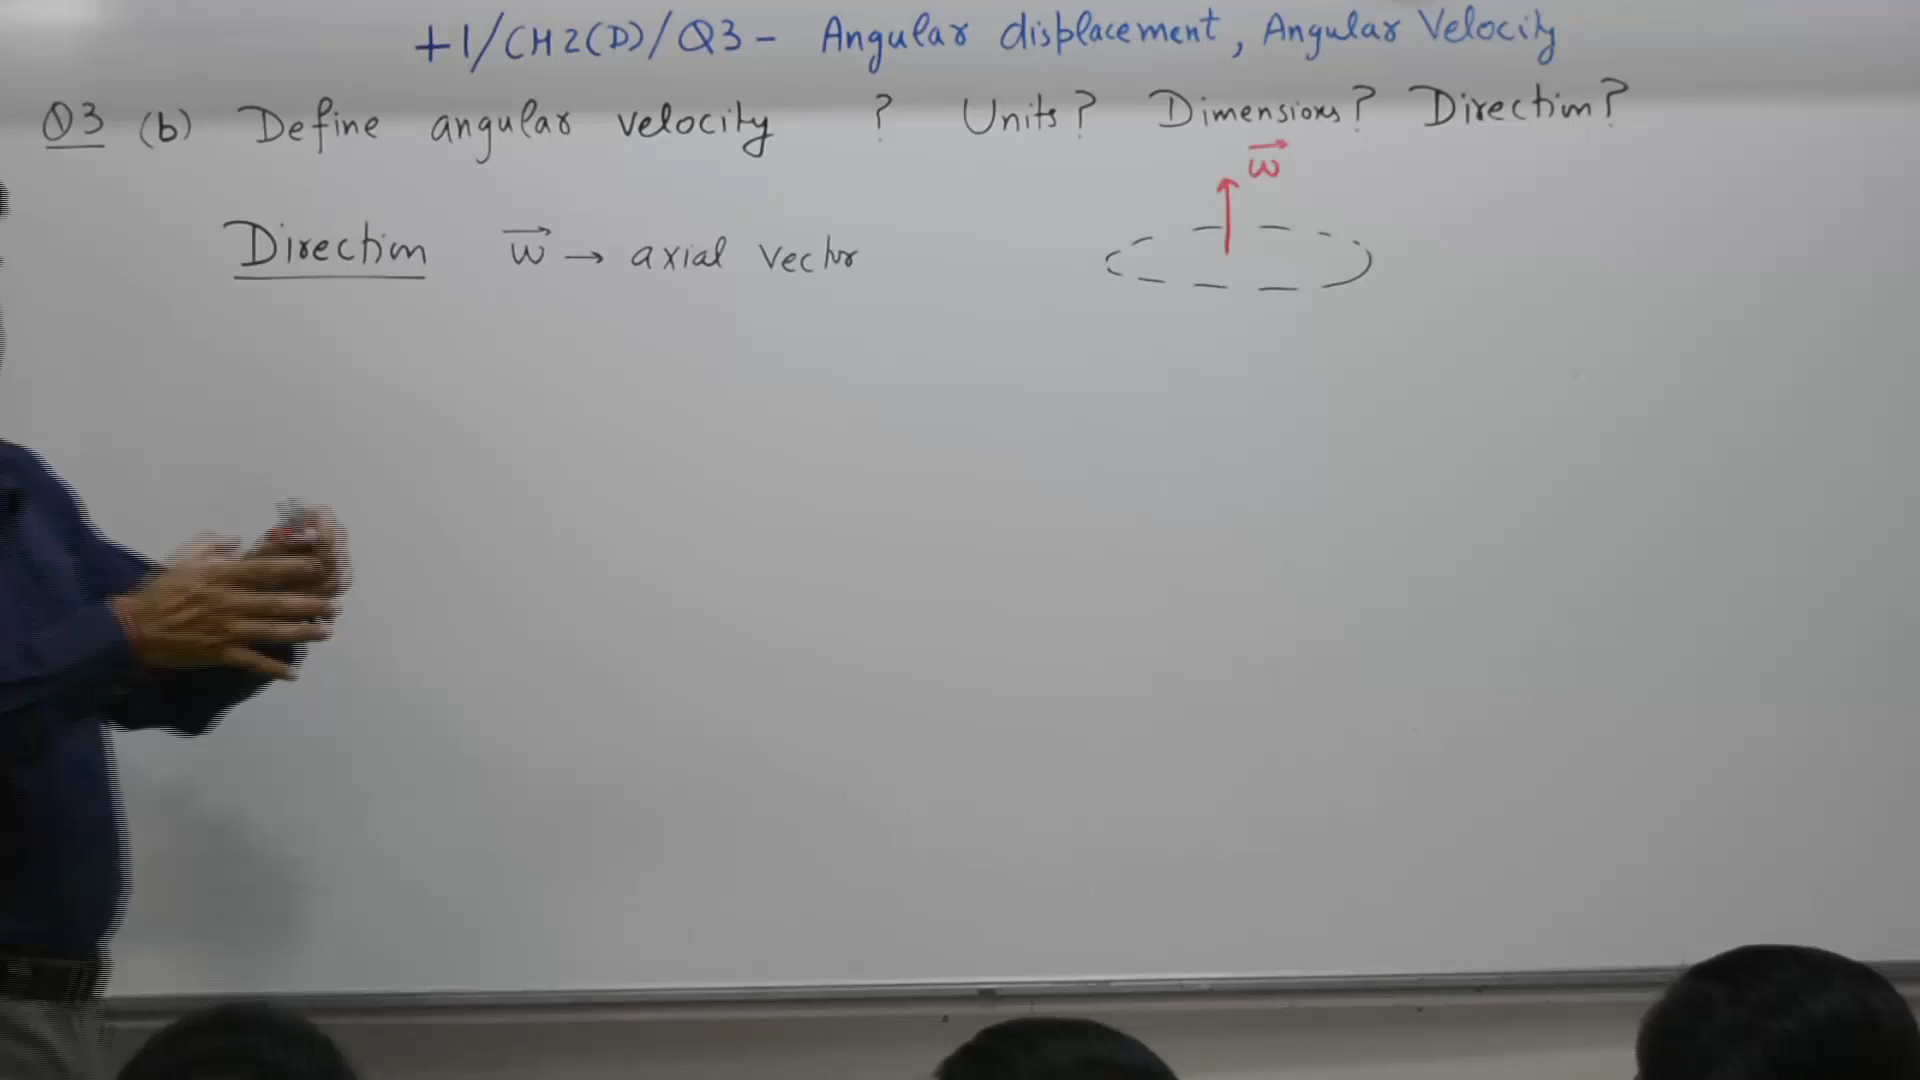 +1/CH2(D)/Q3 - Angular displacement, Angular Velocity
Q3 (b) Define angular velocity ? Units? Dimensions? Direction?
ω⃗
Direction ω⃗ → axial vector